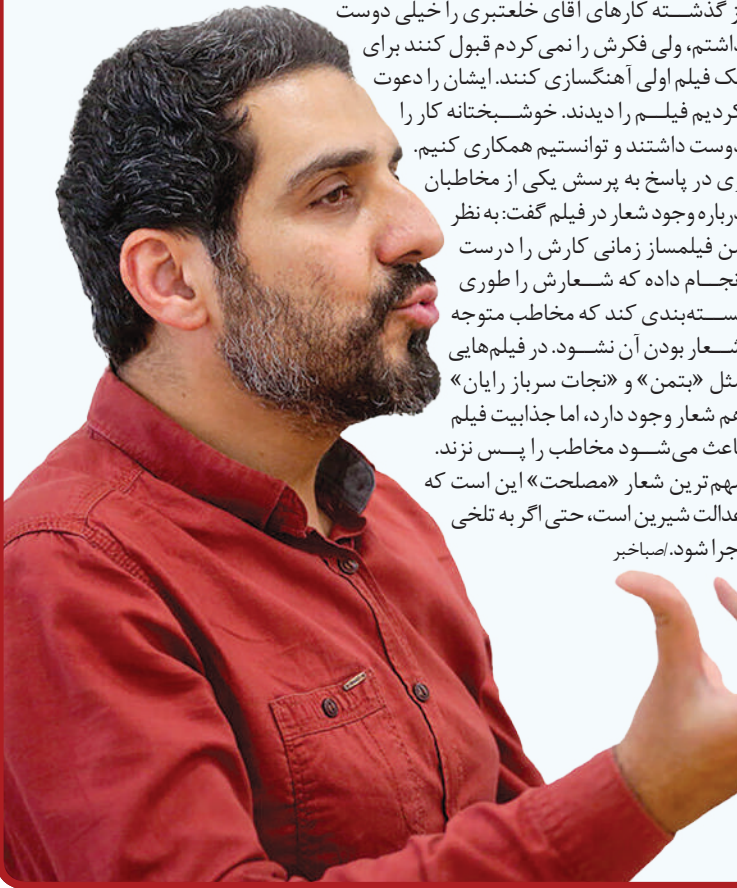 ز گذشته کارهای آقای خلعتبری را خیلی دوست
داشتم، ولی فکرش را نمی‌کردم قبول کنند برای
یک فیلم اولی آهنگسازی کنند. ایشان را دعوت
کردیم فیلم را دیدند. خوشبختانه کار را
دوست داشتند و توانستیم همکاری کنیم.
وی در پاسخ به پرسش یکی از مخاطبان
درباره وجود شعار در فیلم گفت: به نظر
من فیلمساز زمانی کارش را درست
انجام داده که شعارش را طوری
بسته‌بندی کند که مخاطب متوجه
شعار بودن آن نشود. در فیلم‌هایی
مثل «بتمن» و «نجات سرباز رایان»
هم شعار وجود دارد، اما جذابیت فیلم
باعث می‌شود مخاطب را پس نزند.
مهم‌ترین شعار «مصلحت» این است که
عدالت شیرین است، حتی اگر به تلخی
اجرا شود./صباخبر